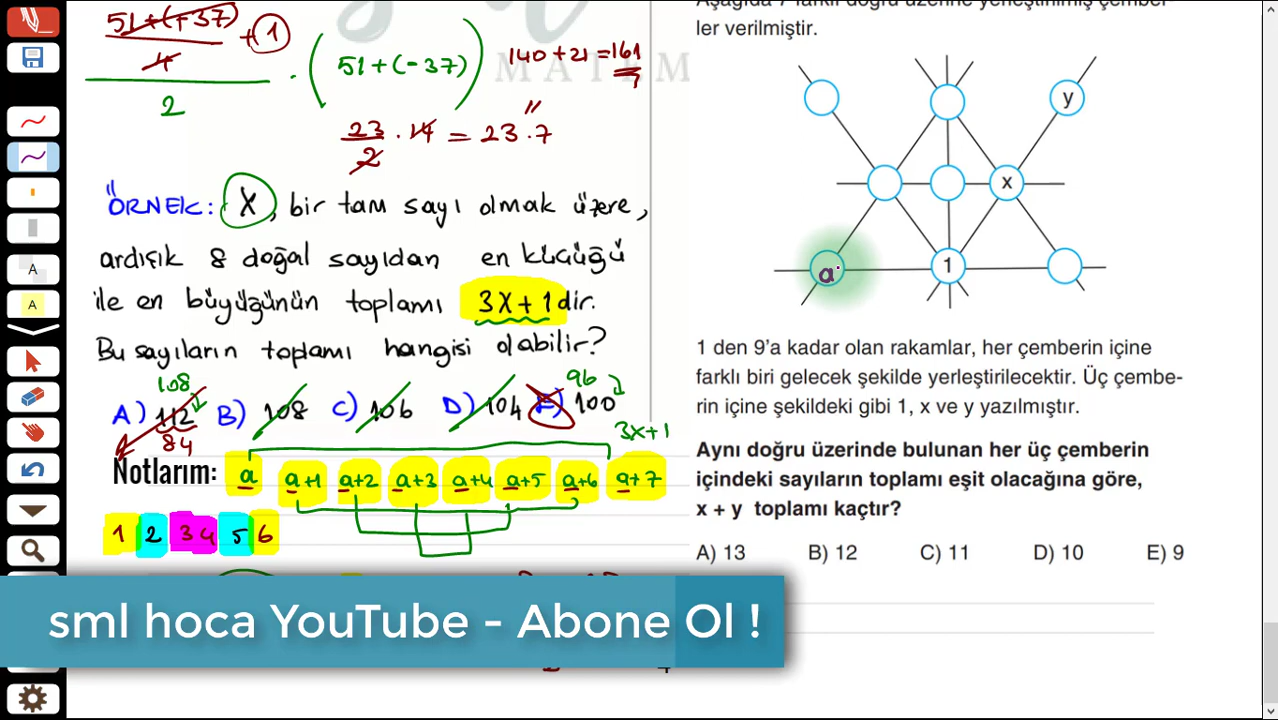 51+(-37)
4
+ 1
2
· (51+(-37))
140+21=161
"
23/2 · 14 = 23.7
MATEM
ÖRNEK: X, bir tam sayı olmak üzere,
ardışık 8 doğal sayıdan en küçüğü
ile en büyüğünün toplamı 3X+1 dir.
Bu sayıların toplamı hangisi olabilir?
108
96
A) 112 B) 108 C) 106 D) 104 E) 100
84
3X+1
Notlarım: a a+1 a+2 a+3 a+4 a+5 a+6 a+7
1 2 3 4 5 6
sml hoca YouTube - Abone Ol !
A
A
ler verilmiştir.
y
x
a
1
1 den 9'a kadar olan rakamlar, her çemberin içine
farklı biri gelecek şekilde yerleştirilecektir. Üç çembe-
rin içine şekildeki gibi 1, x ve y yazılmıştır.
Aynı doğru üzerinde bulunan her üç çemberin
içindeki sayıların toplamı eşit olacağına göre,
x + y toplamı kaçtır?
A) 13 B) 12 C) 11 D) 10 E) 9